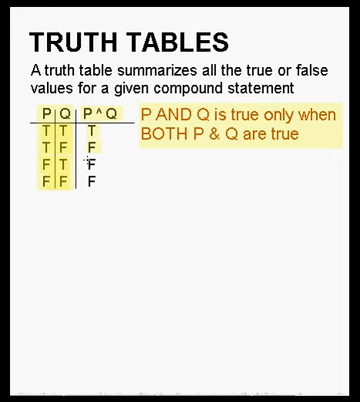 TRUTH TABLES
A truth table summarizes all the true or false
values for a given compound statement
P Q P ^ Q P AND Q is true only when
T T T BOTH P & Q are true
T F F
F T F
F F F